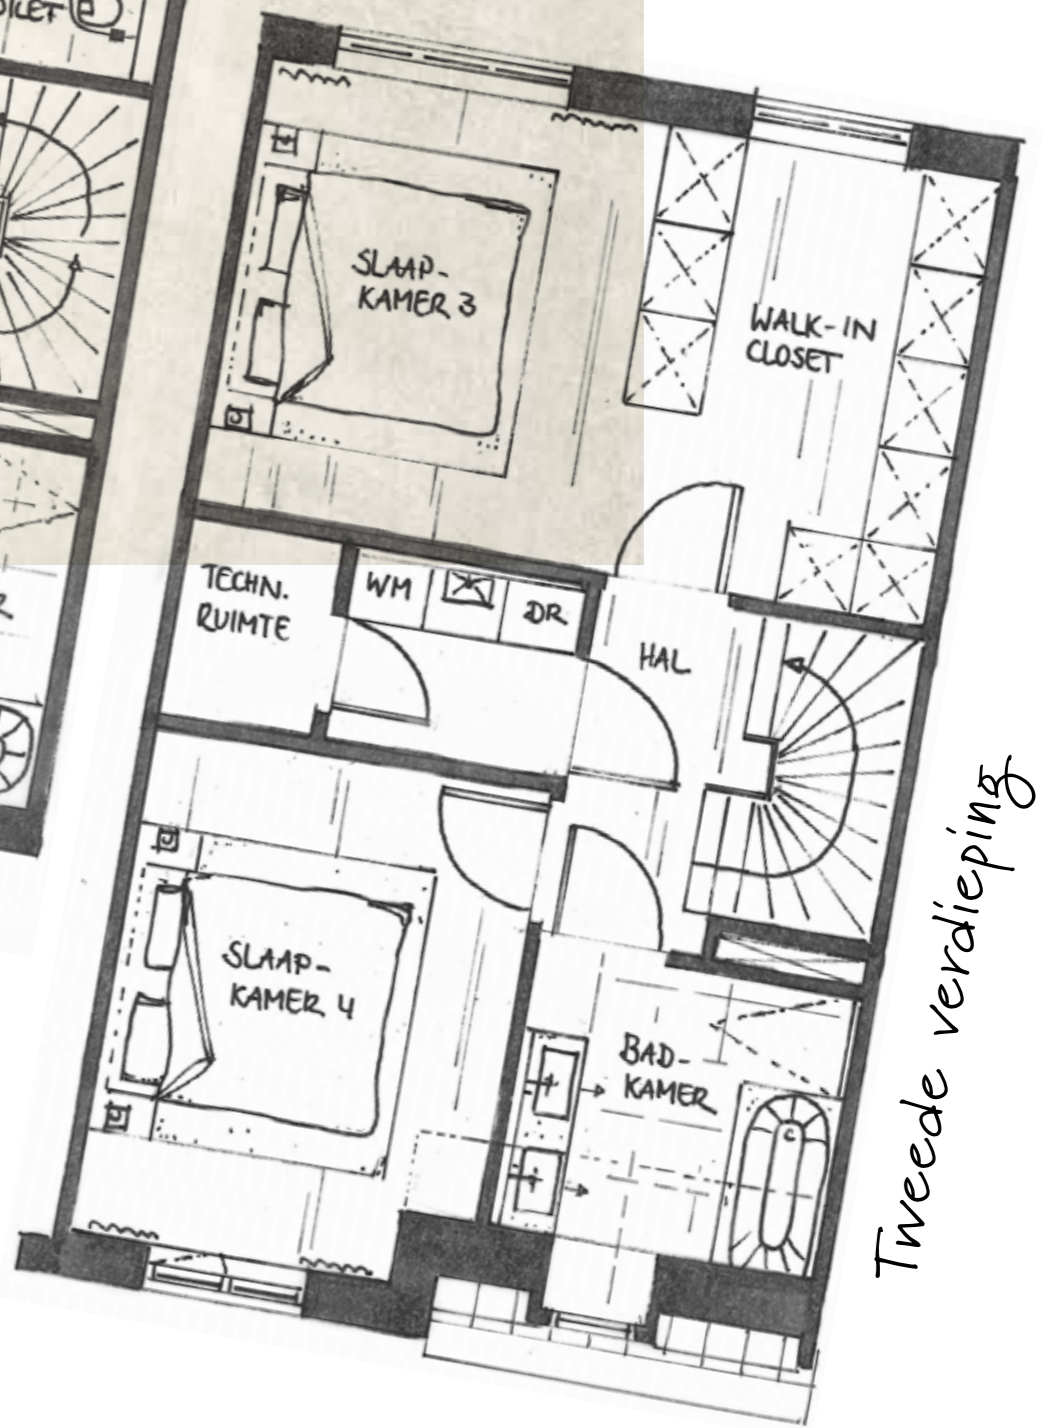 SLAAP-
KAMER 3
WALK-IN
CLOSET
TECHN.
RUIMTE
WM
DR
HAL
SLAAP-
KAMER 4
BAD-
KAMER
Tweede verdieping